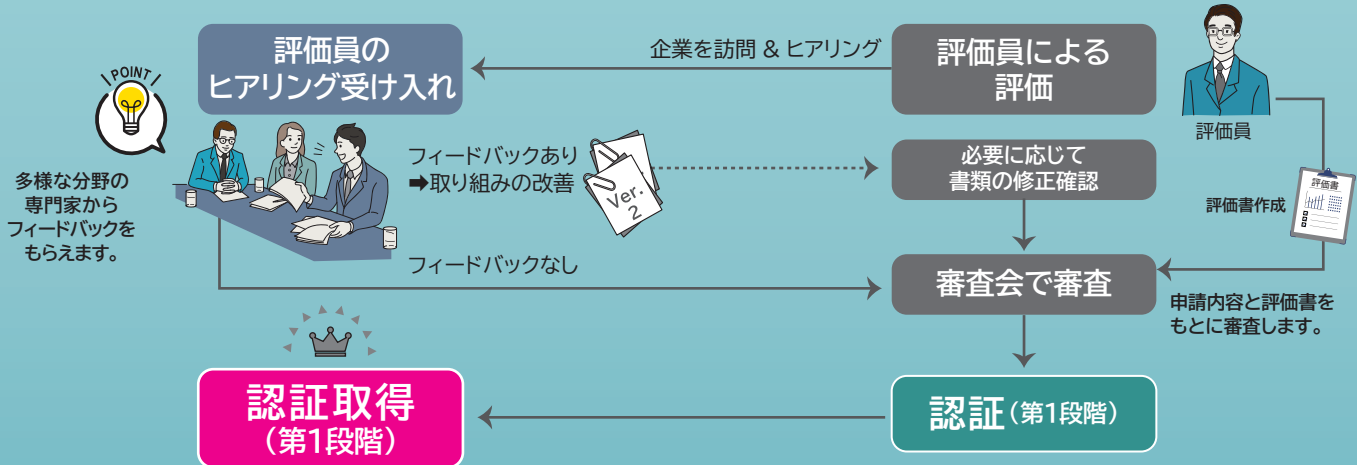 評価員の
ヒアリング受け入れ
企業を訪問 & ヒアリング
評価員による
評価
評価員
POINT
多様な分野の
専門家から
フィードバックを
もらえます。
フィードバックあり
➡取り組みの改善
Ver.
2
必要に応じて
書類の修正確認
評価書
評価書作成
フィードバックなし
審査会で審査
申請内容と評価書を
もとに審査します。
認証取得
(第1段階)
認証(第1段階)